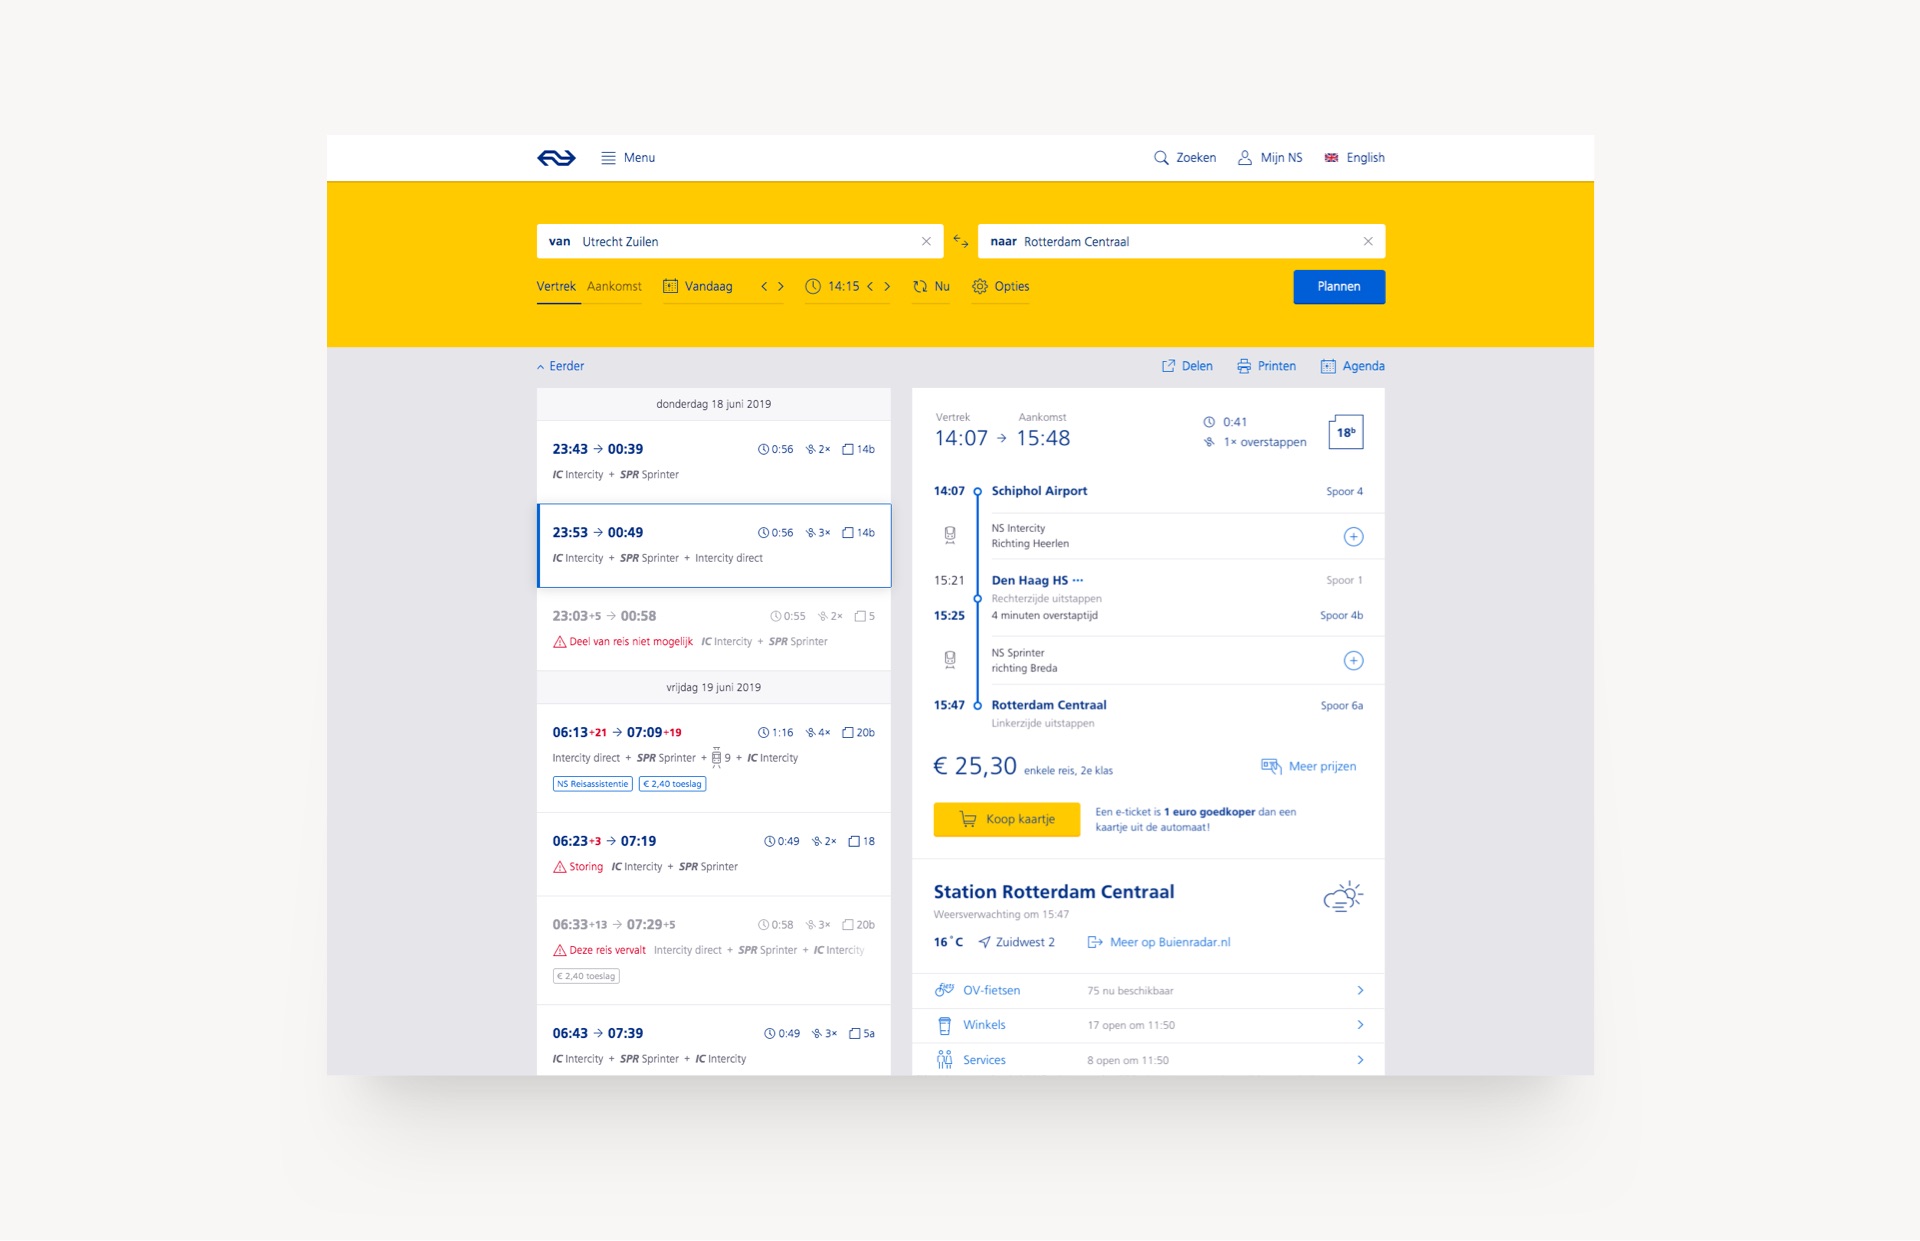 Menu
Zoeken
Mijn NS
English
van Utrecht Zuilen
naar Rotterdam Centraal
Vertrek Aankomst
Vandaag
14:15
Nu
Opties
Plannen
Eerder
Delen
Printen
Agenda
donderdag 18 juni 2019
23:43 → 00:39 0:56 2× 14b
IC Intercity + SPR Sprinter
23:53 → 00:49 0:56 3× 14b
IC Intercity + SPR Sprinter + Intercity direct
23:03+5 → 00:58 0:55 2× 5
Deel van reis niet mogelijk IC Intercity + SPR Sprinter
vrijdag 19 juni 2019
06:13+21 → 07:09+19 1:16 4× 20b
Intercity direct + SPR Sprinter + 9 + IC Intercity
NS Reisassistentie € 2,40 toeslag
06:23+3 → 07:19 0:49 2× 18
Storing IC Intercity + SPR Sprinter
06:33+13 → 07:29+5 0:58 3× 20b
Deze reis vervalt Intercity direct + SPR Sprinter + IC Intercity
€ 2,40 toeslag
06:43 → 07:39 0:49 3× 5a
IC Intercity + SPR Sprinter + IC Intercity
Vertrek Aankomst
14:07 → 15:48
0:41
1× overstappen
18b
14:07 Schiphol Airport Spoor 4
NS Intercity
Richting Heerlen
15:21 Den Haag HS ··· Spoor 1
Rechterzijde uitstappen
15:25 4 minuten overstaptijd Spoor 4b
NS Sprinter
richting Breda
15:47 Rotterdam Centraal Spoor 6a
Linkerzijde uitstappen
€ 25,30 enkele reis, 2e klas
Meer prijzen
Koop kaartje
Een e-ticket is 1 euro goedkoper dan een
kaartje uit de automaat!
Station Rotterdam Centraal
Weersverwachting om 15:47
16°C Zuidwest 2 Meer op Buienradar.nl
OV-fietsen 75 nu beschikbaar
Winkels 17 open om 11:50
Services 8 open om 11:50